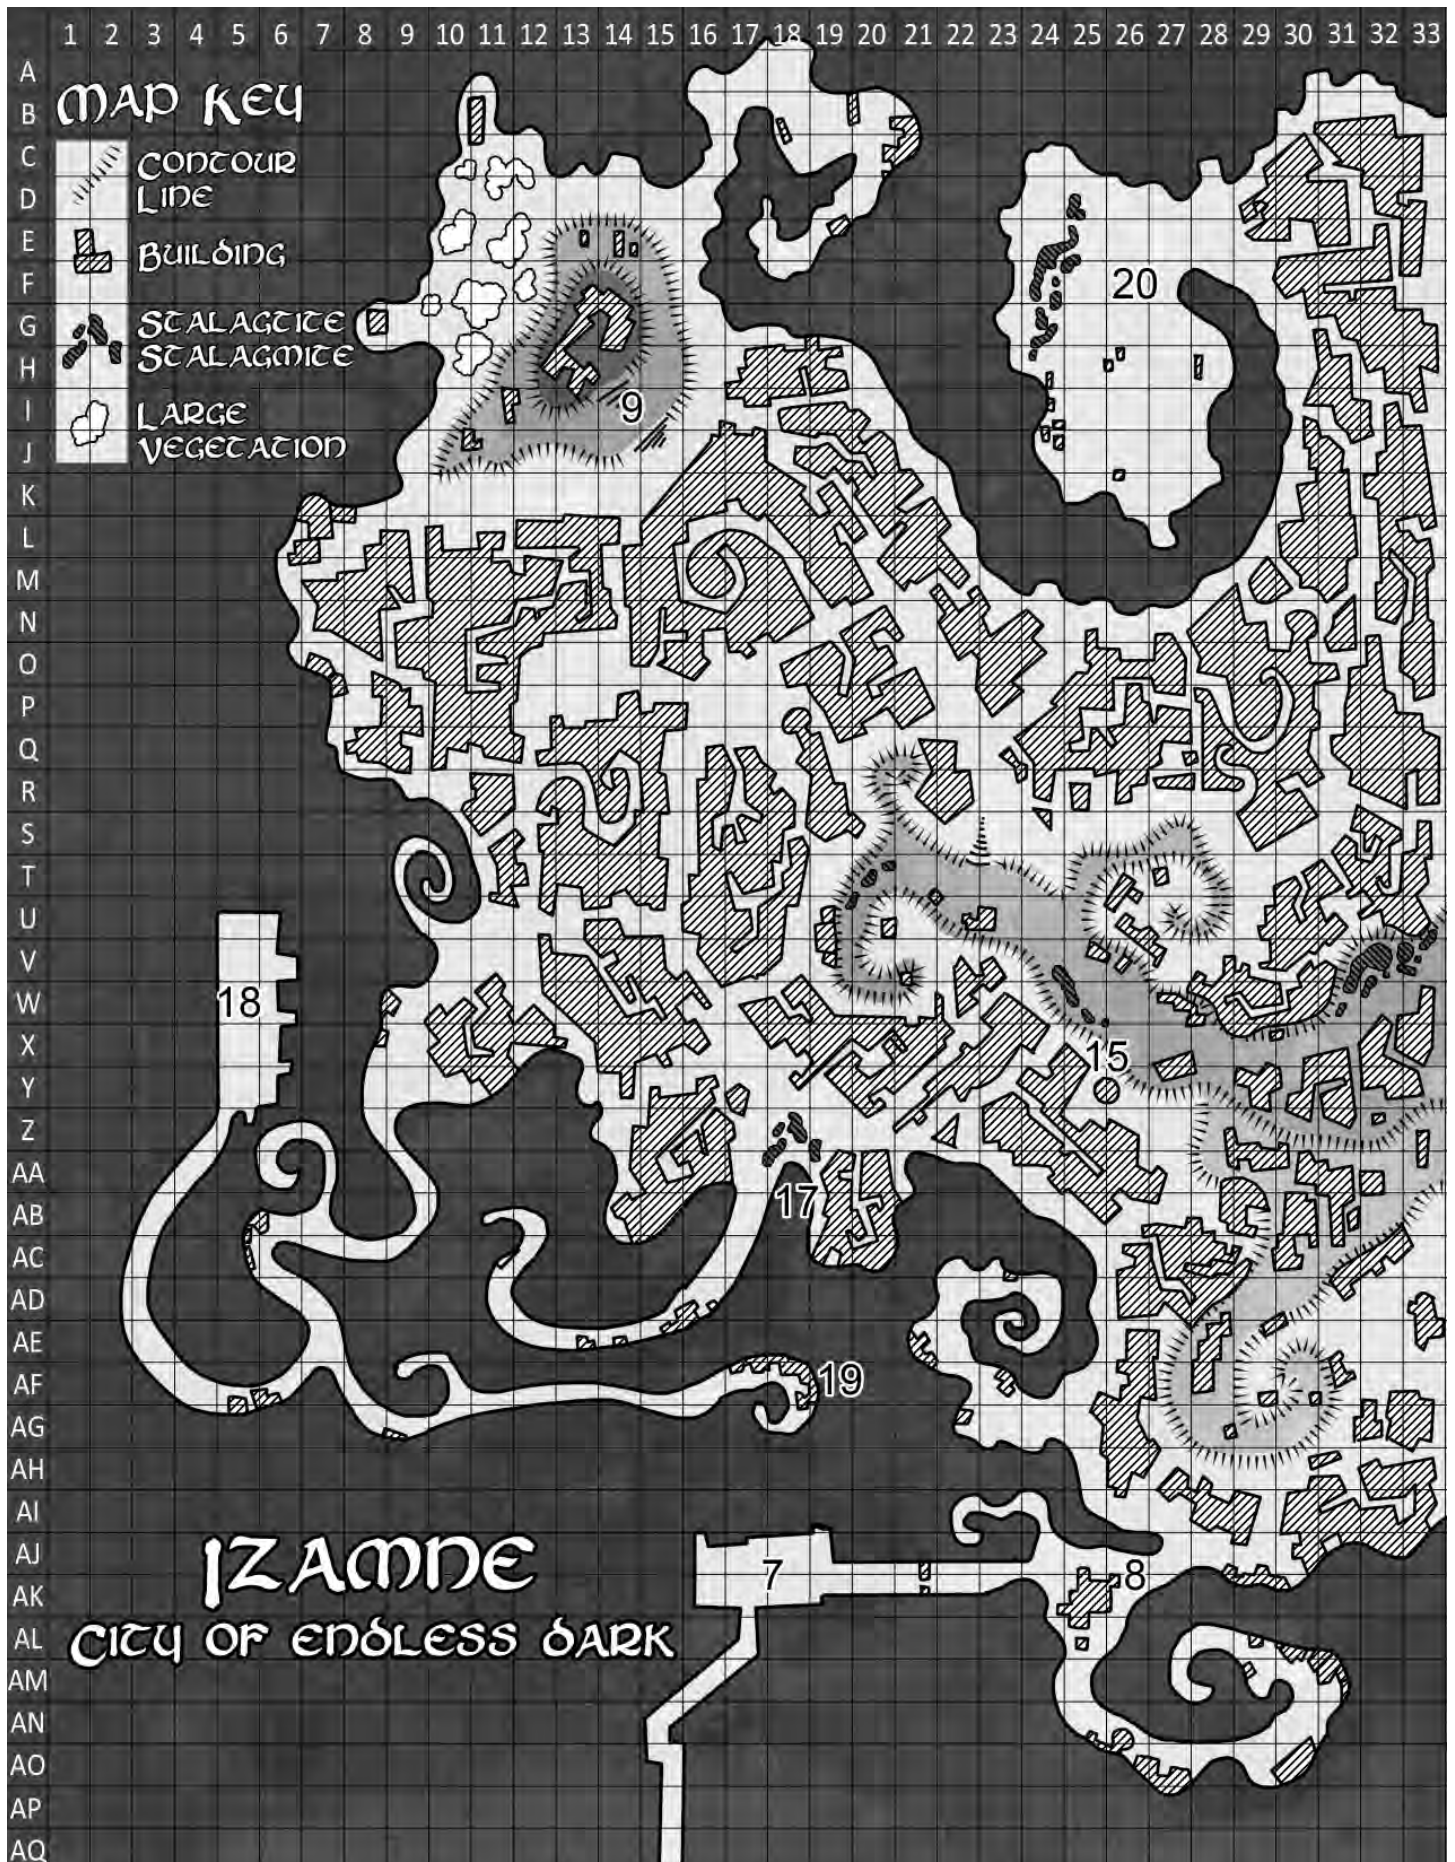 1 2 3 4 5 6 7 8 9 10 11 12 13 14 15 16 17 18 19 20 21 22 23 24 25 26 27 28 29 30 31 32 33
A
B
C
D
E
F
G
H
I
J
K
L
M
N
O
P
Q
R
S
T
U
V
W
X
Y
Z
AA
AB
AC
AD
AE
AF
AG
AH
AI
AJ
AK
AL
AM
AN
AO
AP
AQ
MAP KEY
CONTOUR
LINE
BUILDING
STALAGTITE
STALAGMITE
LARGE
VEGETATION
20
9
18
15
17
19
7
8
IZAMNE
CITY OF ENDLESS DARK